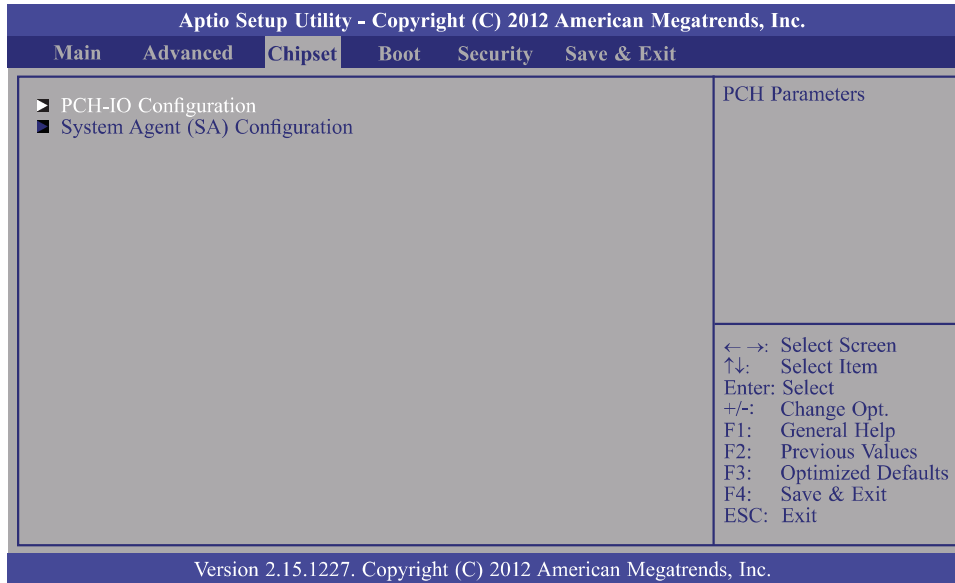 Aptio Setup Utility - Copyright (C) 2012 American Megatrends, Inc.
Main Advanced Chipset Boot Security Save & Exit
PCH-IO Configuration
System Agent (SA) Configuration
PCH Parameters
← →: Select Screen
↑↓: Select Item
Enter: Select
+/-: Change Opt.
F1: General Help
F2: Previous Values
F3: Optimized Defaults
F4: Save & Exit
ESC: Exit
Version 2.15.1227. Copyright (C) 2012 American Megatrends, Inc.